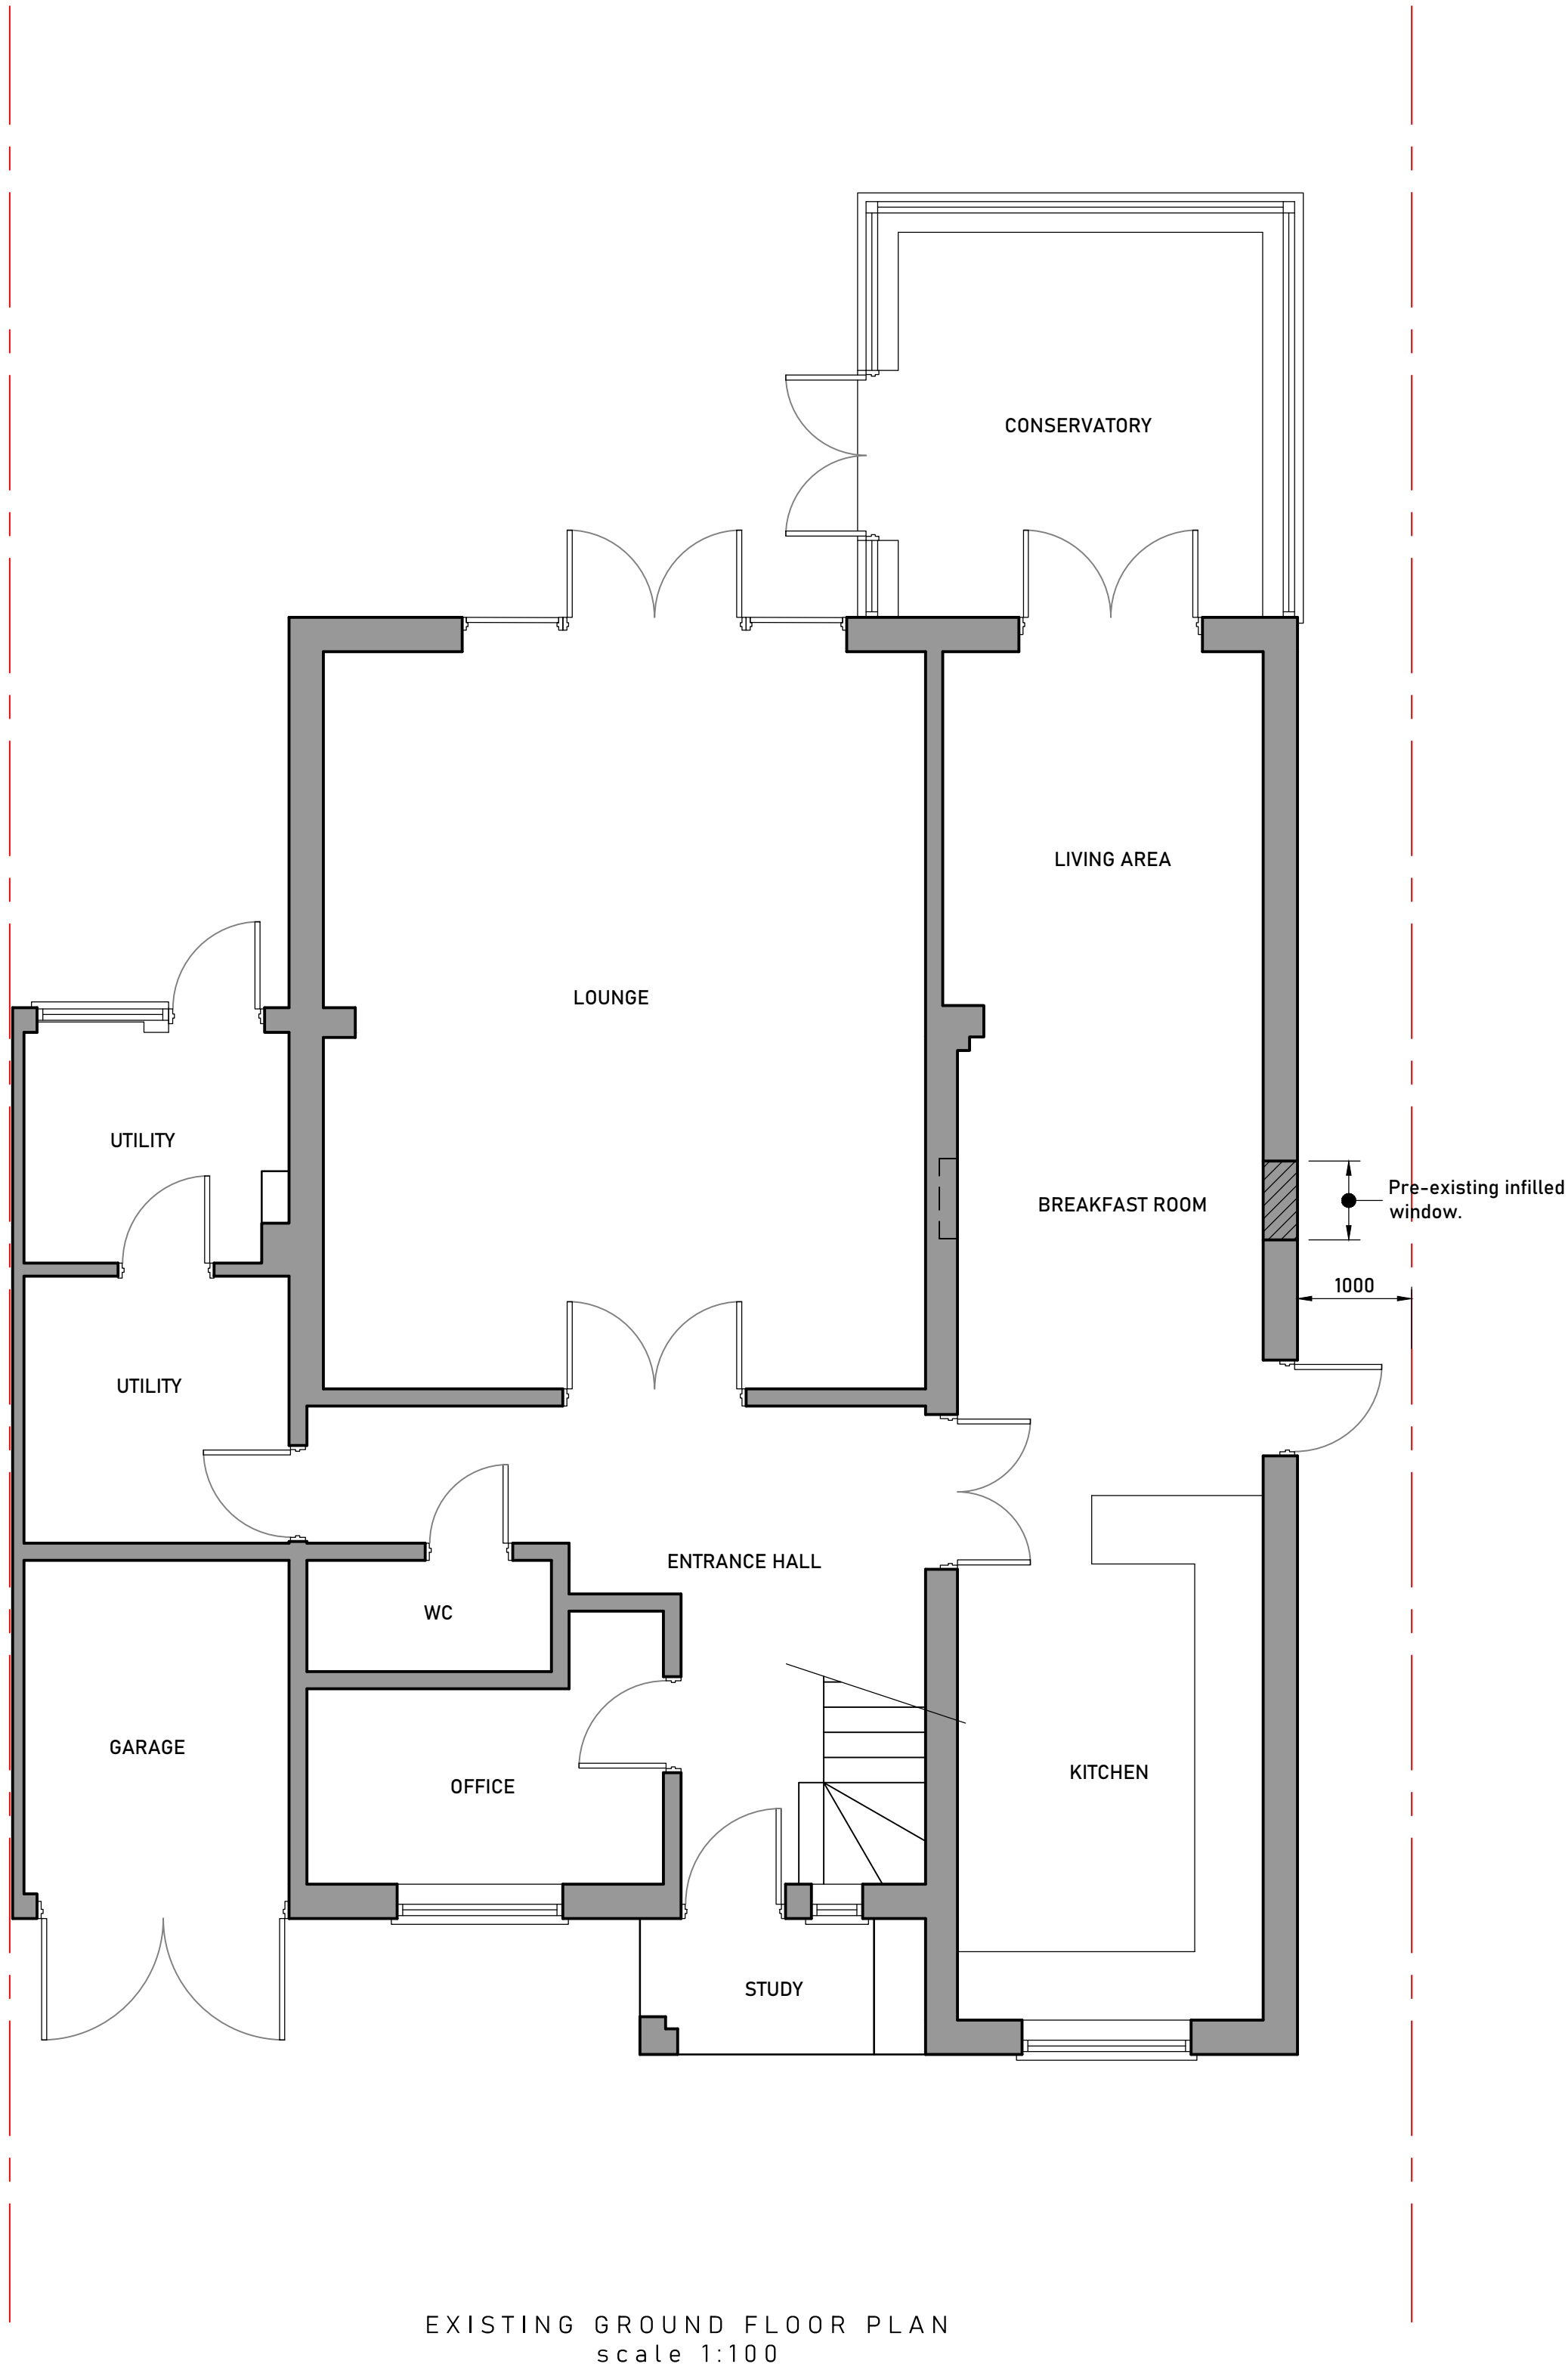 CONSERVATORY
LIVING AREA
LOUNGE
UTILITY
BREAKFAST ROOM
Pre-existing infilled
window.
1000
UTILITY
ENTRANCE HALL
WC
GARAGE
OFFICE
KITCHEN
STUDY
EXISTING GROUND FLOOR PLAN
scale 1:100